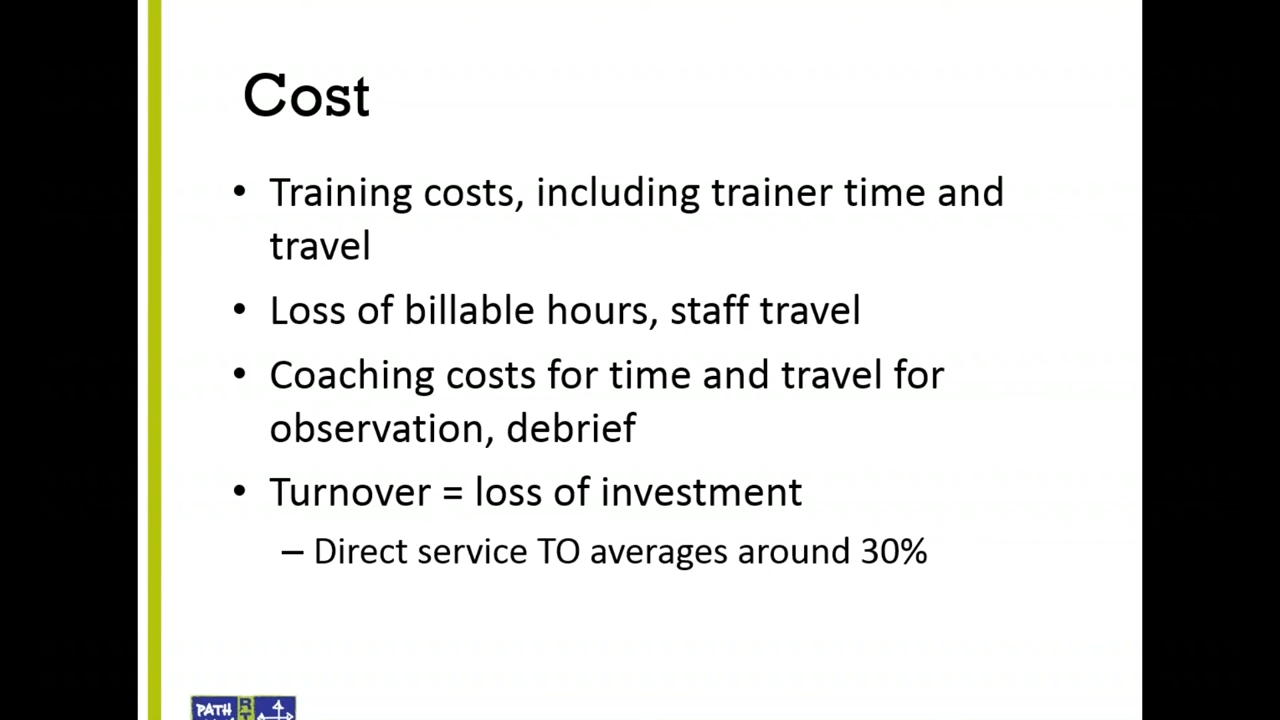 Cost
• Training costs, including trainer time and
travel
• Loss of billable hours, staff travel
• Coaching costs for time and travel for
observation, debrief
• Turnover = loss of investment
– Direct service TO averages around 30%
PATH